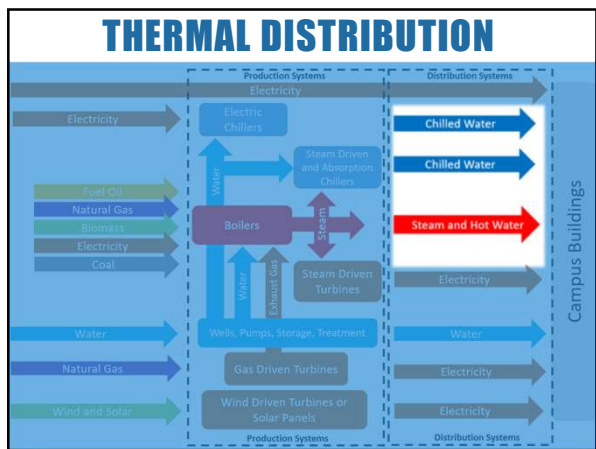 THERMAL DISTRIBUTION
Production Systems
Distribution Systems
Electricity
Electricity
Electric
Chillers
Chilled Water
Water
Steam Driven
and Absorption
Chillers
Chilled Water
Fuel Oil
Natural Gas
Biomass
Electricity
Coal
Boilers
Steam
Steam and Hot Water
Water
Exhaust Gas
Steam Driven
Turbines
Electricity
Campus Buildings
Water
Wells, Pumps, Storage, Treatment
Water
Natural Gas
Gas Driven Turbines
Electricity
Wind and Solar
Wind Driven Turbines or
Solar Panels
Electricity
Production Systems
Distribution Systems